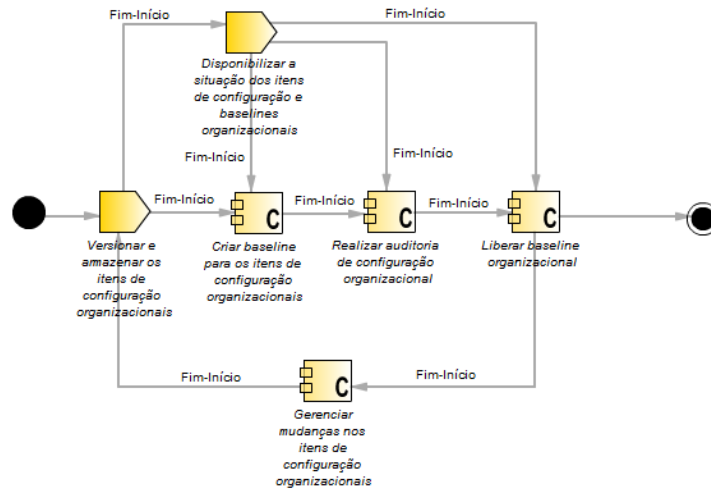 Fim-Início
Fim-Início
Disponibilizar a
situação dos itens
de configuração e
baselines
organizacionais
Fim-Início
Fim-Início
Fim-Início
Fim-Início
Fim-Início
C
C
C
Versionar e
armazenar os
itens de
configuração
organizacionais
Criar baseline
para os itens de
configuração
organizacionais
Realizar auditoria
de configuração
organizacional
Liberar baseline
organizacional
Fim-Início
Fim-Início
C
Gerenciar
mudanças nos
itens de
configuração
organizacionais